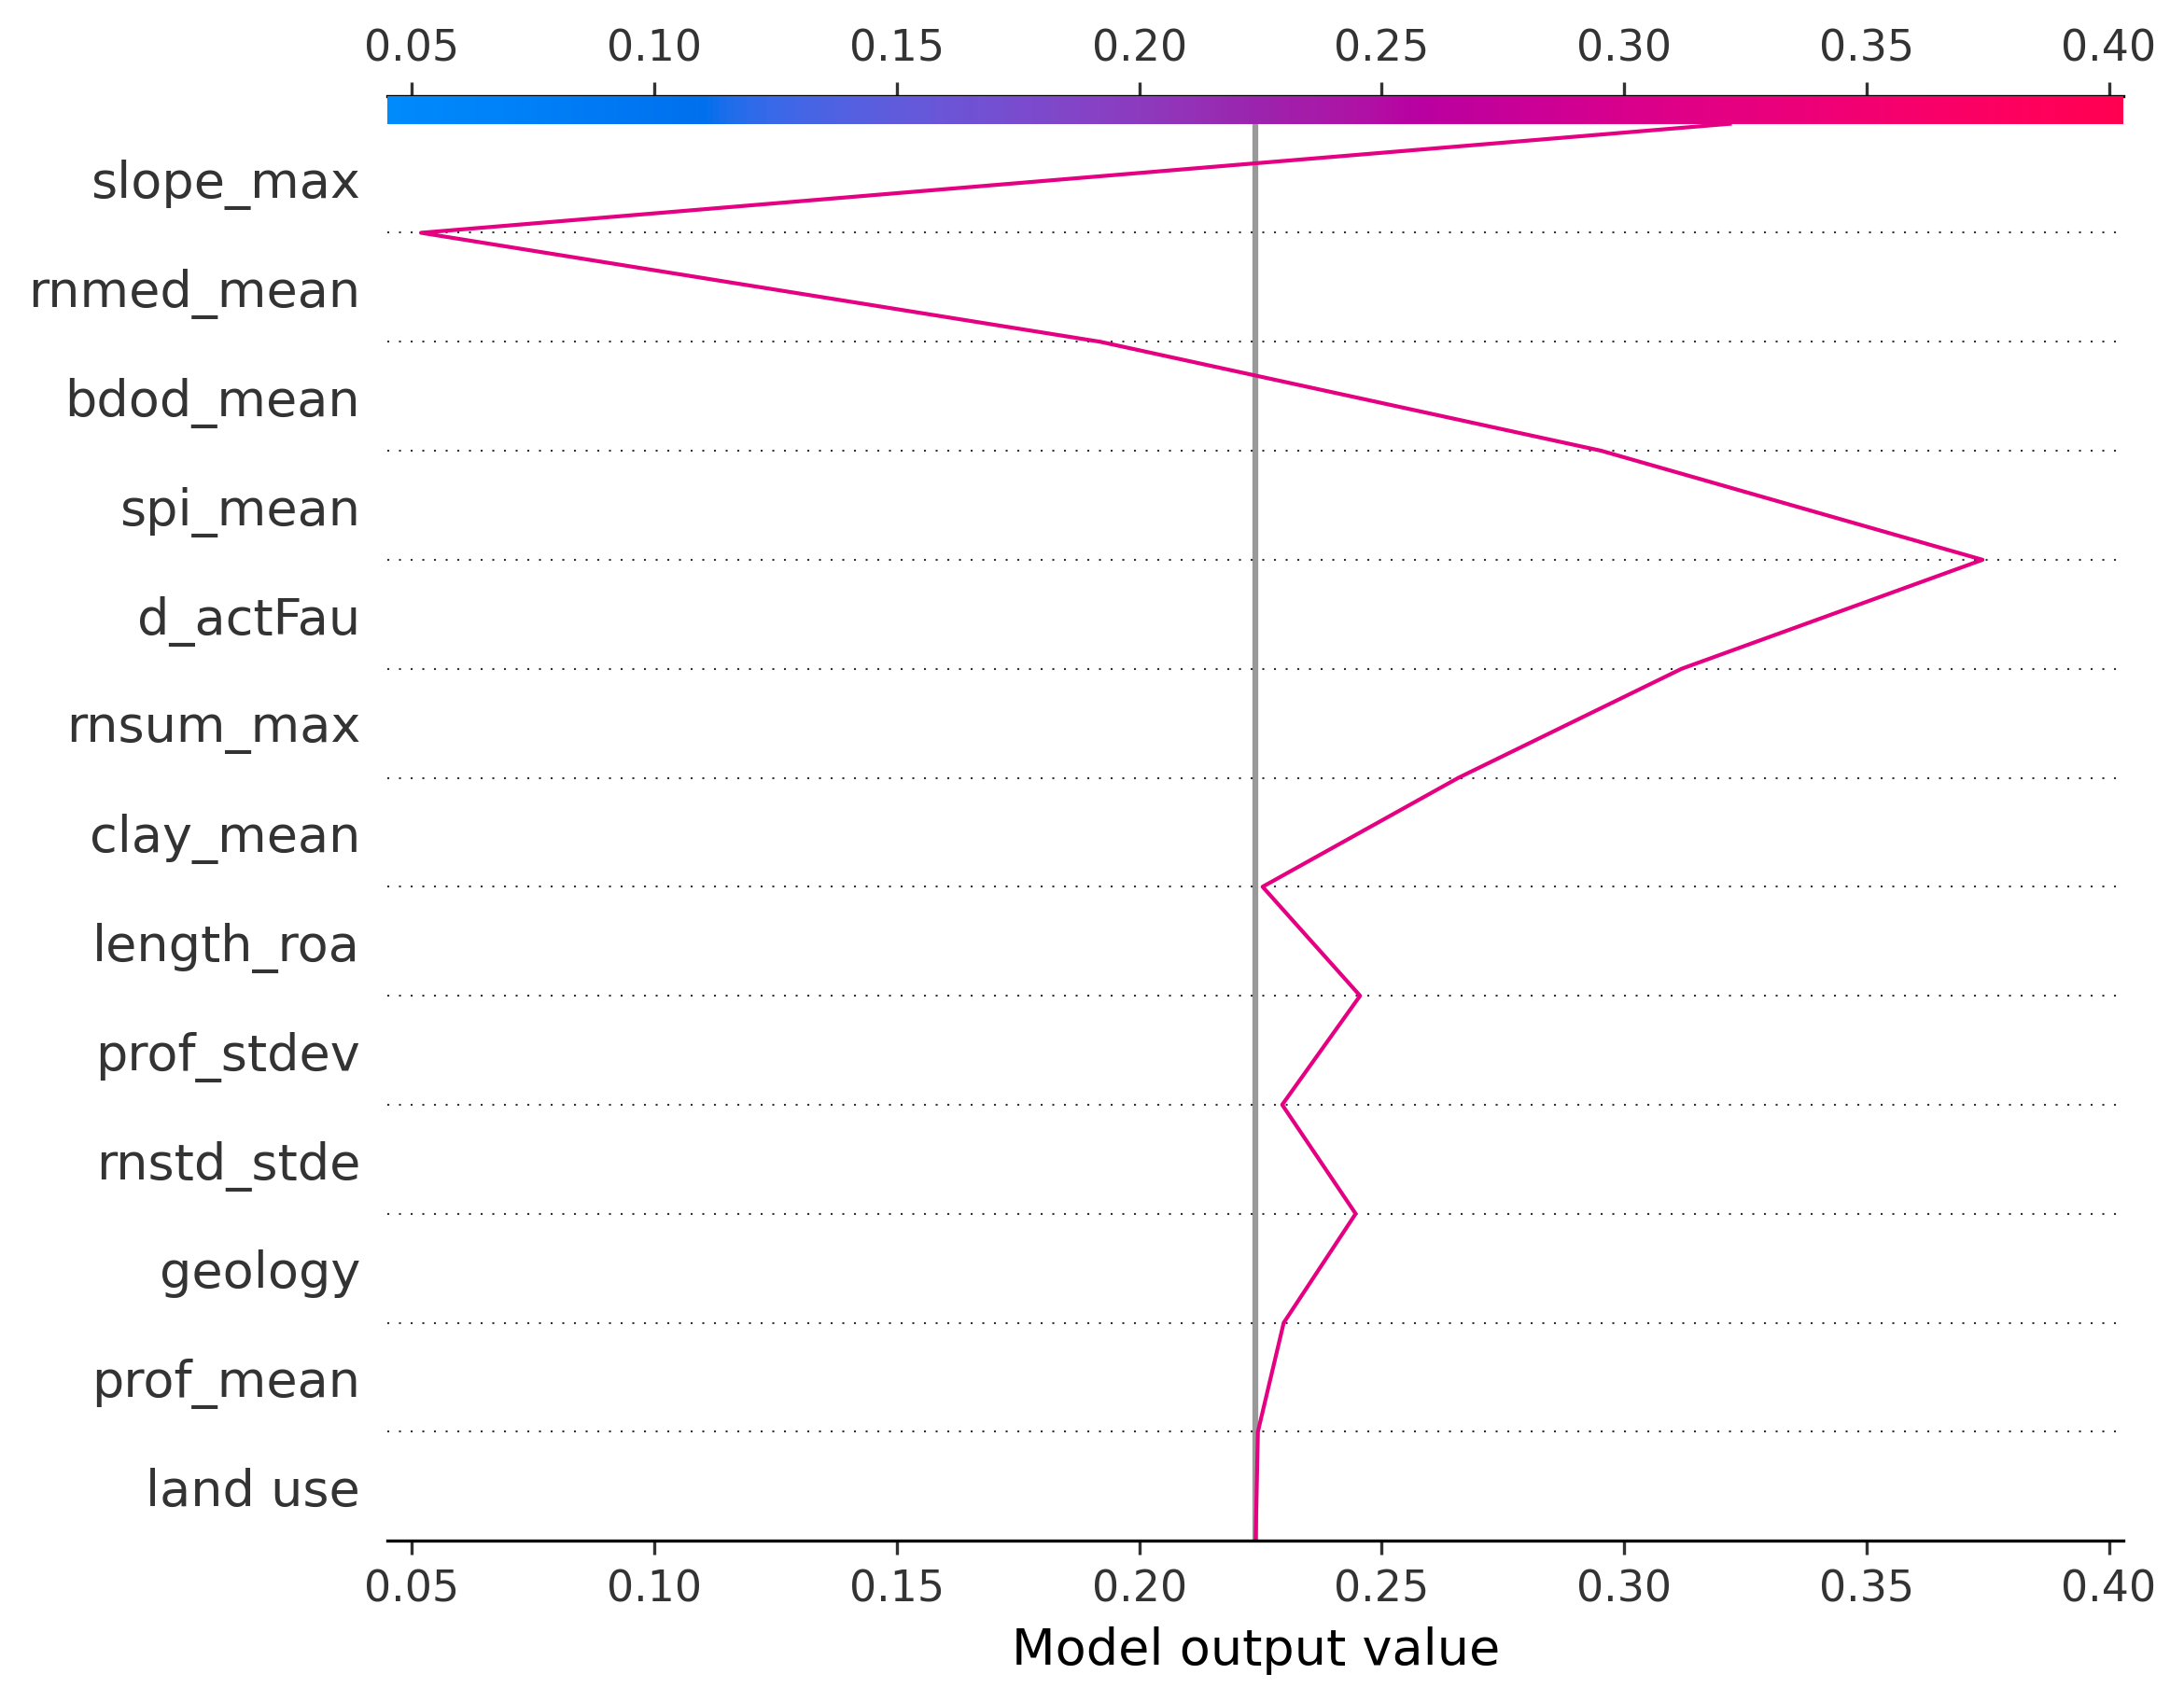 0.05 0.10 0.15 0.20 0.25 0.30 0.35 0.40
slope_max
rnmed_mean
bdod_mean
spi_mean
d_actFau
rnsum_max
clay_mean
length_roa
prof_stdev
rnstd_stde
geology
prof_mean
land use
0.05 0.10 0.15 0.20 0.25 0.30 0.35 0.40
Model output value